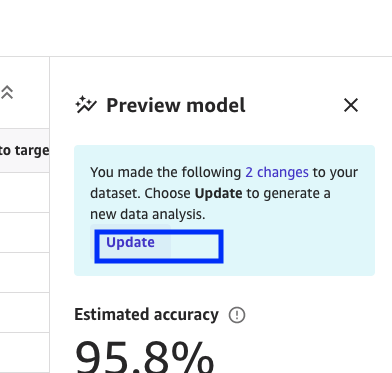 Preview model
to targe
You made the following 2 changes to your
dataset. Choose Update to generate a
new data analysis.
Update
Estimated accuracy
95.8%